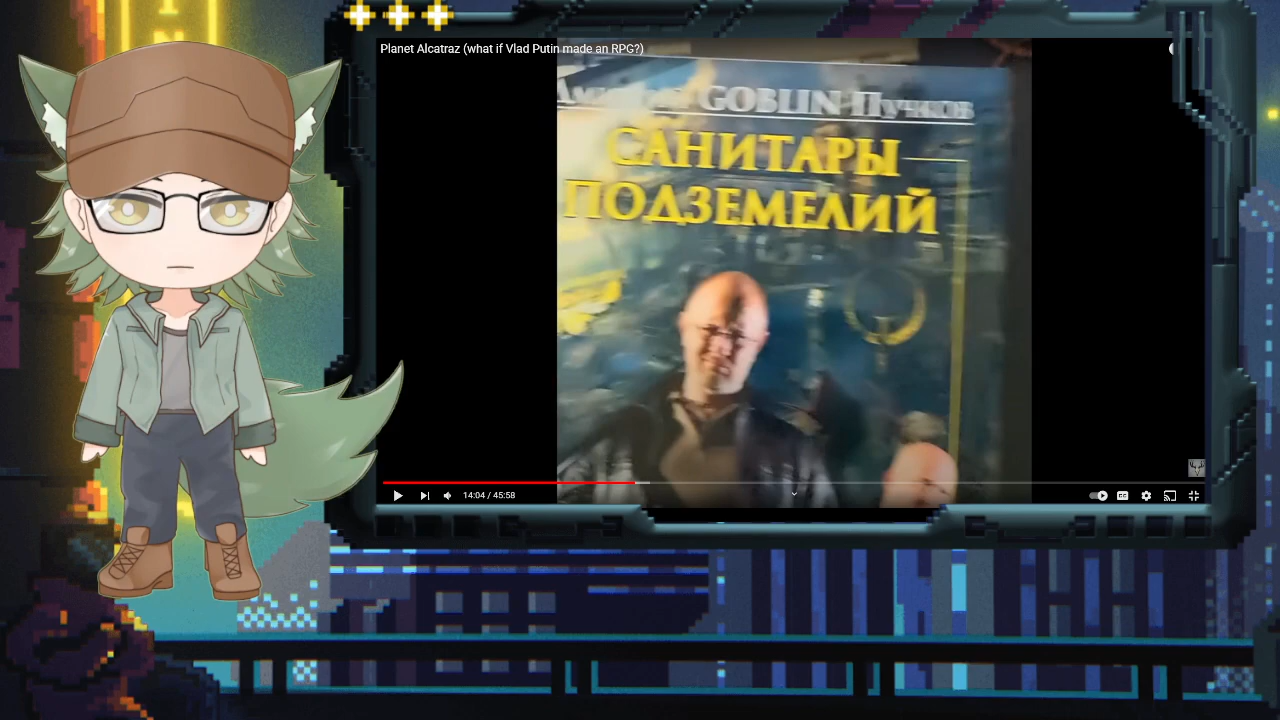 Planet Alcatraz (what if Vlad Putin made an RPG?)
GOBLIN Пучков
САНИТАРЫ
ПОДЗЕМЕЛИЙ
14:04 / 45:58